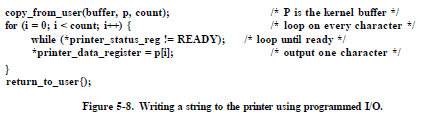 copy_from_user(buffer, p, count); /* P is the kernel buffer */
for (i = 0; i < count; i++) { /* loop on every character */
while (*printer_status_reg != READY); /* loop until ready */
*printer_data_register = p[i]; /* output one character */
}
return_to_user();
Figure 5-8. Writing a string to the printer using programmed I/O.